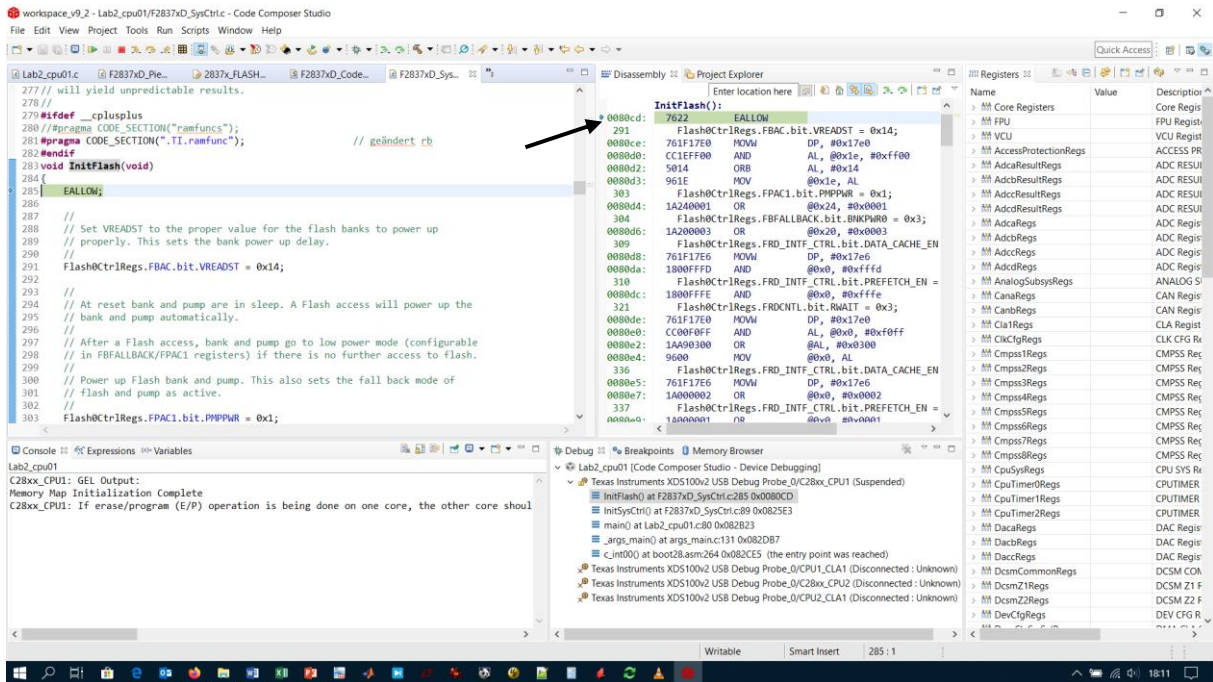 workspace_v9_2 - Lab2_cpu01/F2837xD_SysCtrl.c - Code Composer Studio
File Edit View Project Tools Run Scripts Window Help
Quick Access
Lab2_cpu01.c F2837xD_Pie... 2837x_FLASH... F2837xD_Code... F2837xD_Sys...
277// will yield unpredictable results.
278//
279#ifdef __cplusplus
280//#pragma CODE_SECTION("ramfuncs");
281#pragma CODE_SECTION(".TI.ramfunc"); // geändert rb
282#endif
283void InitFlash(void)
284{
285 EALLOW;
286
287 //
288 // Set VREADST to the proper value for the flash banks to power up
289 // properly. This sets the bank power up delay.
290 //
291 Flash0CtrlRegs.FBAC.bit.VREADST = 0x14;
292
293 //
294 // At reset bank and pump are in sleep. A Flash access will power up the
295 // bank and pump automatically.
296 //
297 // After a Flash access, bank and pump go to low power mode (configurable
298 // in FBFALLBACK/FPAC1 registers) if there is no further access to flash.
299 //
300 // Power up Flash bank and pump. This also sets the fall back mode of
301 // flash and pump as active.
302 //
303 Flash0CtrlRegs.FPAC1.bit.PMPPWR = 0x1;
Disassembly Project Explorer
Enter location here
InitFlash():
0080cd: 7622 EALLOW
291 Flash0CtrlRegs.FBAC.bit.VREADST = 0x14;
0080ce: 761F17E0 MOVW DP, #0x17e0
0080d0: CC1EFF00 AND AL, @0x1e, #0xff00
0080d2: 5014 ORB AL, #0x14
0080d3: 961E MOV @0x1e, AL
303 Flash0CtrlRegs.FPAC1.bit.PMPPWR = 0x1;
0080d4: 1A240001 OR @0x24, #0x0001
304 Flash0CtrlRegs.FBFALLBACK.bit.BNKPWR0 = 0x3;
0080d6: 1A200003 OR @0x20, #0x0003
309 Flash0CtrlRegs.FRD_INTF_CTRL.bit.DATA_CACHE_EN
0080d8: 761F17E6 MOVW DP, #0x17e6
0080da: 1800FFFD AND @0x0, #0xfffd
310 Flash0CtrlRegs.FRD_INTF_CTRL.bit.PREFETCH_EN =
0080dc: 1800FFFE AND @0x0, #0xfffe
321 Flash0CtrlRegs.FRDCNTL.bit.RWAIT = 0x3;
0080de: 761F17E0 MOVW DP, #0x17e0
0080e0: CC00F0FF AND AL, @0x0, #0xf0ff
0080e2: 1AA90300 OR @AL, #0x0300
0080e4: 9600 MOV @0x0, AL
336 Flash0CtrlRegs.FRD_INTF_CTRL.bit.DATA_CACHE_EN
0080e5: 761F17E6 MOVW DP, #0x17e6
0080e7: 1A000002 OR @0x0, #0x0002
337 Flash0CtrlRegs.FRD_INTF_CTRL.bit.PREFETCH_EN =
0080e9: 1A000001 OR @0x0, #0x0001
Registers
Name Value Description
Core Registers Core Regis
FPU FPU Regist
VCU VCU Regist
AccessProtectionRegs ACCESS PR
AdcaResultRegs ADC RESUI
AdcbResultRegs ADC RESUI
AdccResultRegs ADC RESUI
AdcdResultRegs ADC RESUI
AdcaRegs ADC Regis
AdcbRegs ADC Regis
AdccRegs ADC Regis
AdcdRegs ADC Regis
AnalogSubsysRegs ANALOG S
CanaRegs CAN Regis
CanbRegs CAN Regis
Cla1Regs CLA Regist
ClkCfgRegs CLK CFG Re
Cmpss1Regs CMPSS Reg
Cmpss2Regs CMPSS Reg
Cmpss3Regs CMPSS Reg
Cmpss4Regs CMPSS Reg
Cmpss5Regs CMPSS Reg
Cmpss6Regs CMPSS Reg
Cmpss7Regs CMPSS Reg
Cmpss8Regs CMPSS Reg
CpuSysRegs CPU SYS Re
CpuTimer0Regs CPUTIMER
CpuTimer1Regs CPUTIMER
CpuTimer2Regs CPUTIMER
DacaRegs DAC Regis
DacbRegs DAC Regis
DaccRegs DAC Regis
DcsmCommonRegs DCSM COM
DcsmZ1Regs DCSM Z1 F
DcsmZ2Regs DCSM Z2 F
DevCfgRegs DEV CFG R
Console Expressions Variables
Lab2_cpu01
C28xx_CPU1: GEL Output:
Memory Map Initialization Complete
C28xx_CPU1: If erase/program (E/P) operation is being done on one core, the other core shoul
Debug Breakpoints Memory Browser
Lab2_cpu01 [Code Composer Studio - Device Debugging]
Texas Instruments XDS100v2 USB Debug Probe_0/C28xx_CPU1 (Suspended)
InitFlash() at F2837xD_SysCtrl.c:285 0x0080CD
InitSysCtrl() at F2837xD_SysCtrl.c:89 0x0825E3
main() at Lab2_cpu01.c:80 0x082B23
_args_main() at args_main.c:131 0x082DB7
c_int00() at boot28.asm:264 0x082CE5 (the entry point was reached)
Texas Instruments XDS100v2 USB Debug Probe_0/CPU1_CLA1 (Disconnected : Unknown)
Texas Instruments XDS100v2 USB Debug Probe_0/C28xx_CPU2 (Disconnected : Unknown)
Texas Instruments XDS100v2 USB Debug Probe_0/CPU2_CLA1 (Disconnected : Unknown)
Writable Smart Insert 285 : 1
18:11